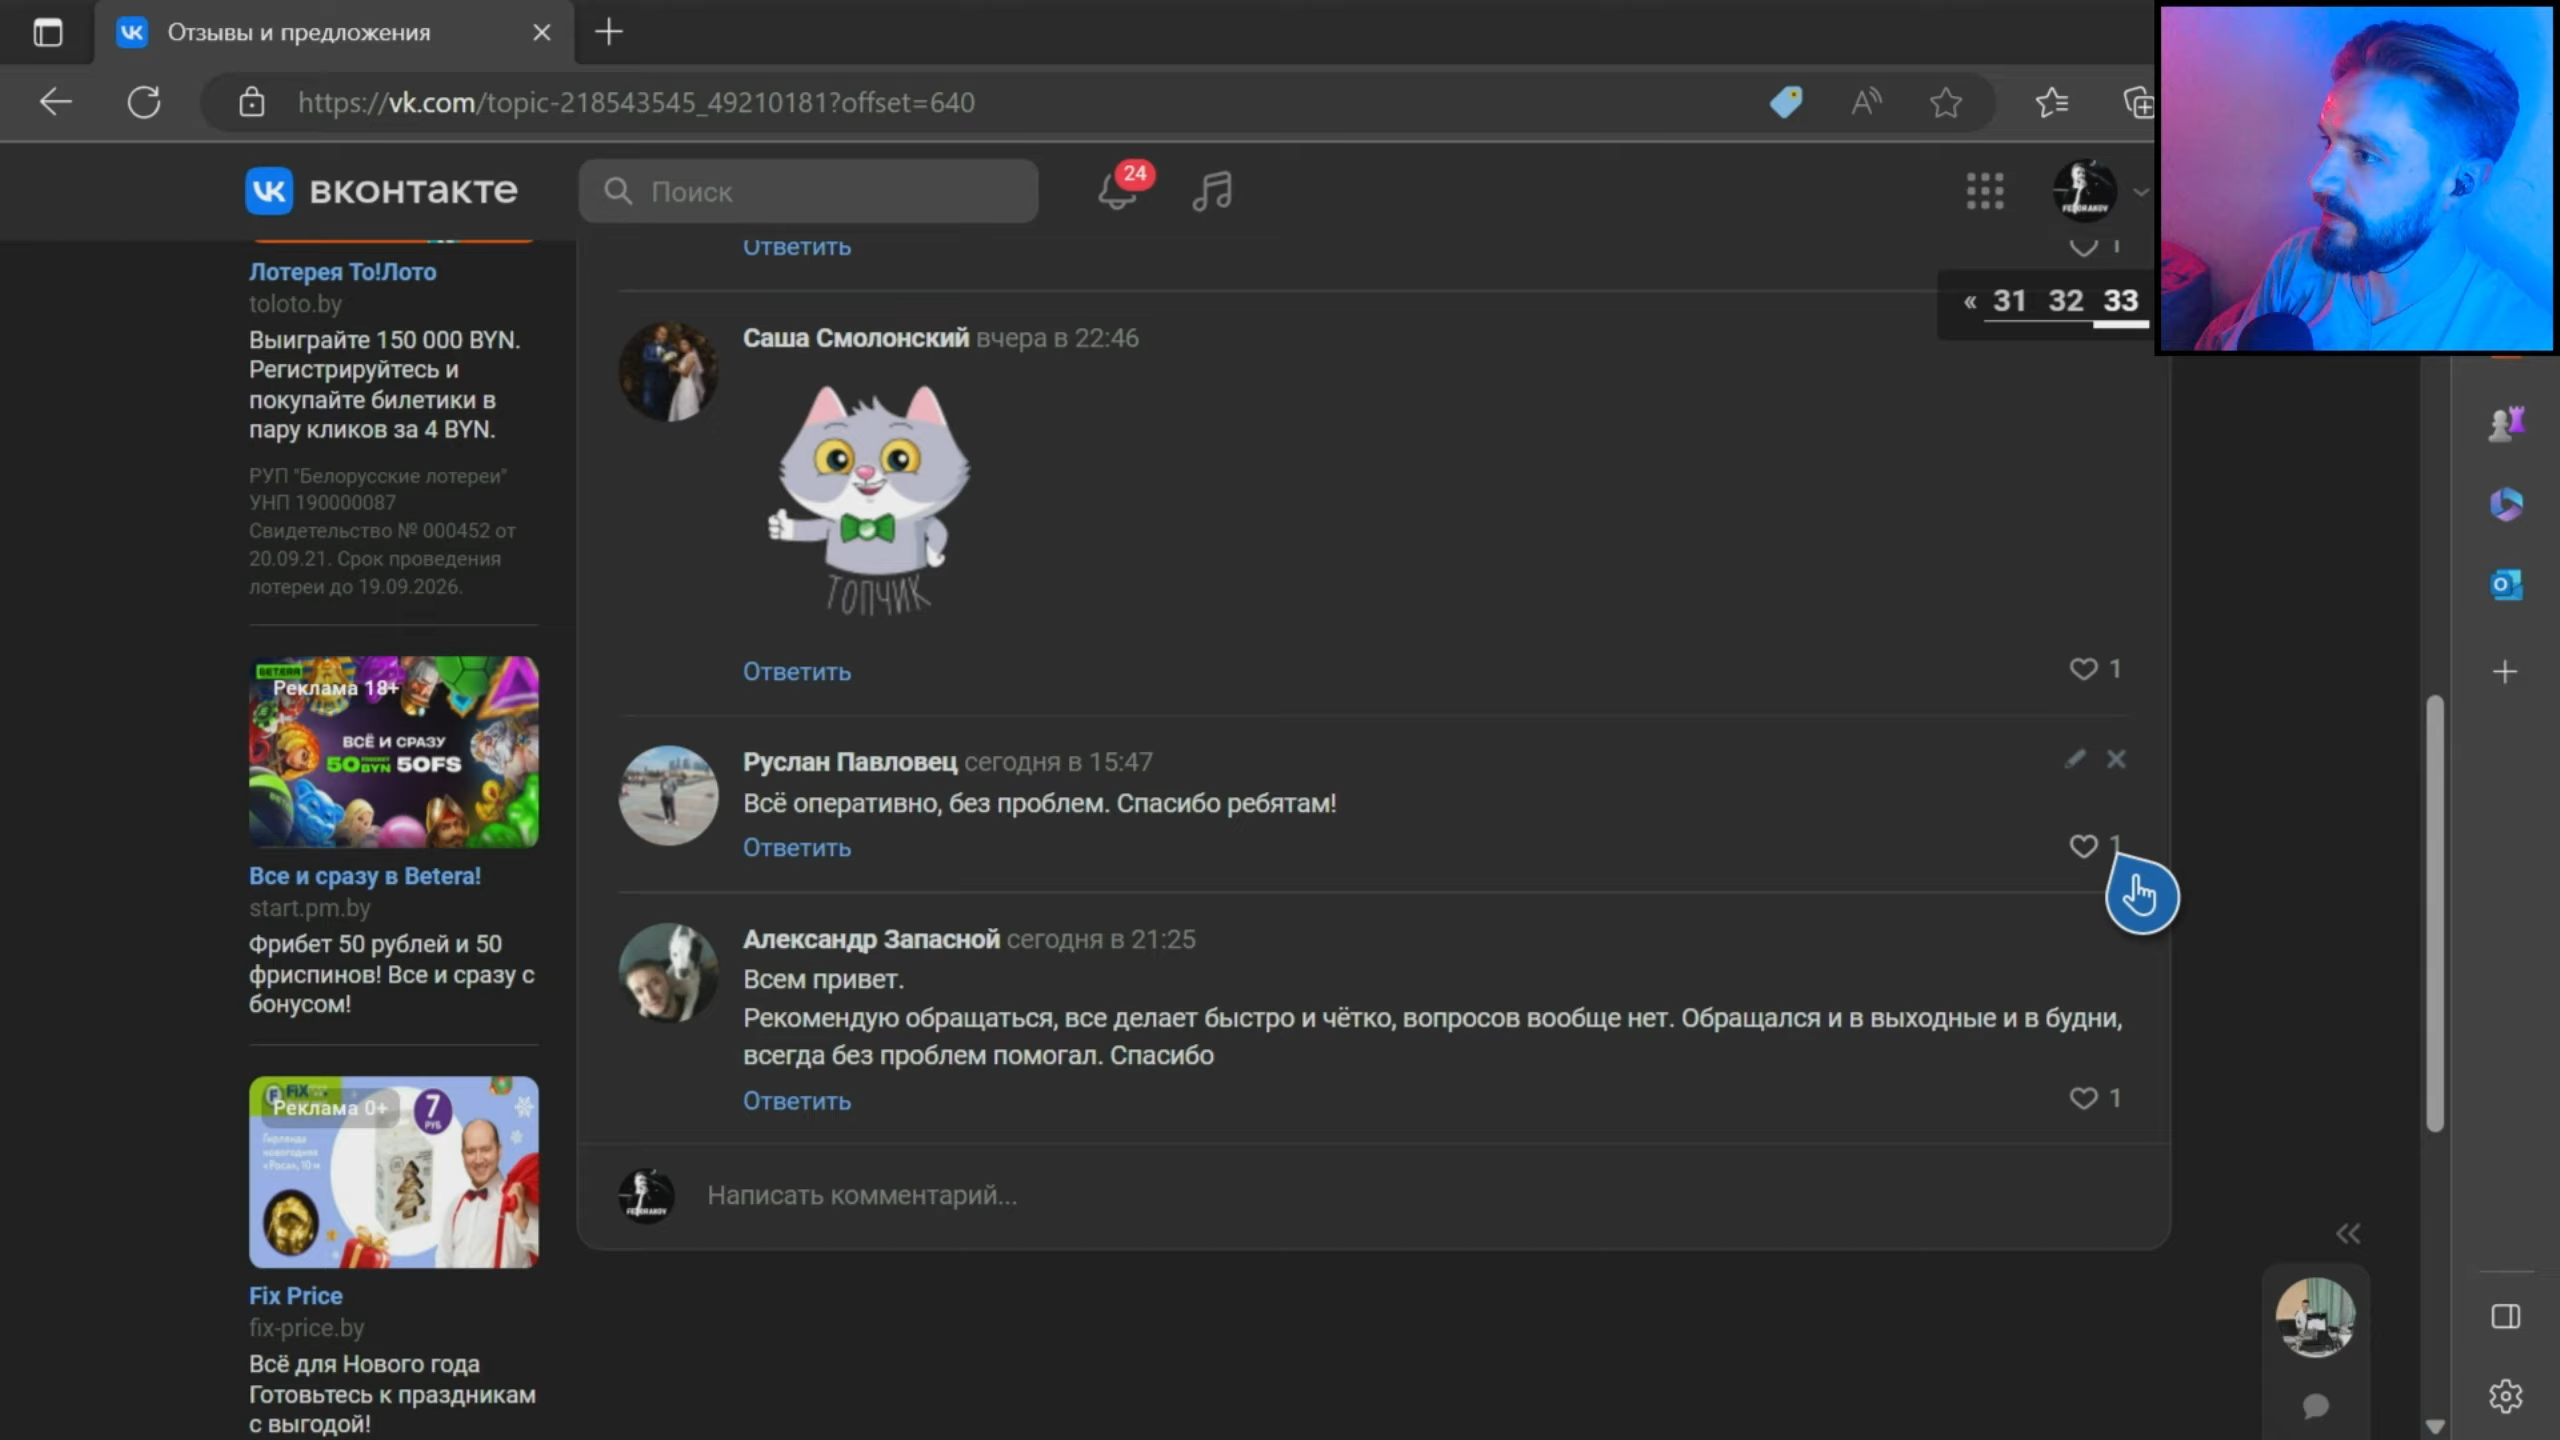 Отзывы и предложения
https://vk.com/topic-218543545_49210181?offset=640
вконтакте
Поиск
24
FEDORAKOV
Ответить
1
« 31 32 33
Лотерея То!Лото
toloto.by
Выиграйте 150 000 BYN.
Регистрируйтесь и
покупайте билетики в
пару кликов за 4 BYN.
РУП "Белорусские лотереи"
УНП 190000087
Свидетельство № 000452 от
20.09.21. Срок проведения
лотереи до 19.09.2026.
BETERA
Реклама 18+
ВСЁ И СРАЗУ
50 BYN 50FS
Все и сразу в Betera!
start.pm.by
Фрибет 50 рублей и 50
фриспинов! Все и сразу с
бонусом!
FIX
Реклама 0+
7
РУБ
Гирлянда
новогодняя
«Роса», 10 м
Fix Price
fix-price.by
Всё для Нового года
Готовьтесь к праздникам
с выгодой!
Саша Смолонский вчера в 22:46
ТОПЧИК
Ответить
1
Руслан Павловец сегодня в 15:47
Всё оперативно, без проблем. Спасибо ребятам!
Ответить
1
Александр Запасной сегодня в 21:25
Всем привет.
Рекомендую обращаться, все делает быстро и чётко, вопросов вообще нет. Обращался и в выходные и в будни,
всегда без проблем помогал. Спасибо
Ответить
1
FEDORAKOV
Написать комментарий...